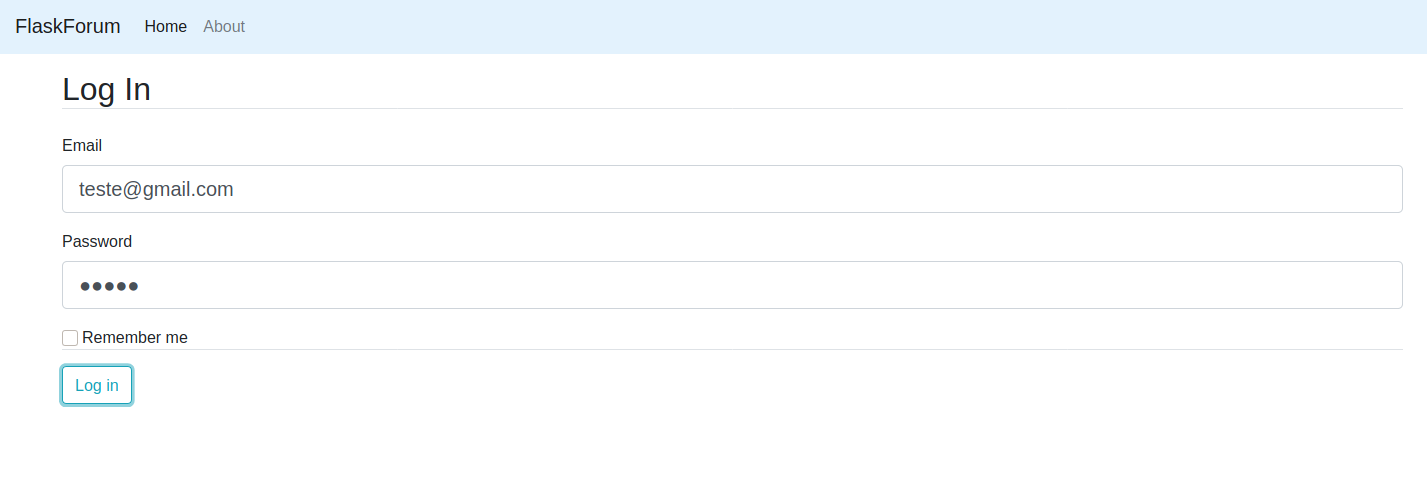 FlaskForum Home About
Log In
Email
teste@gmail.com
Password
●●●●●
Remember me
Log in